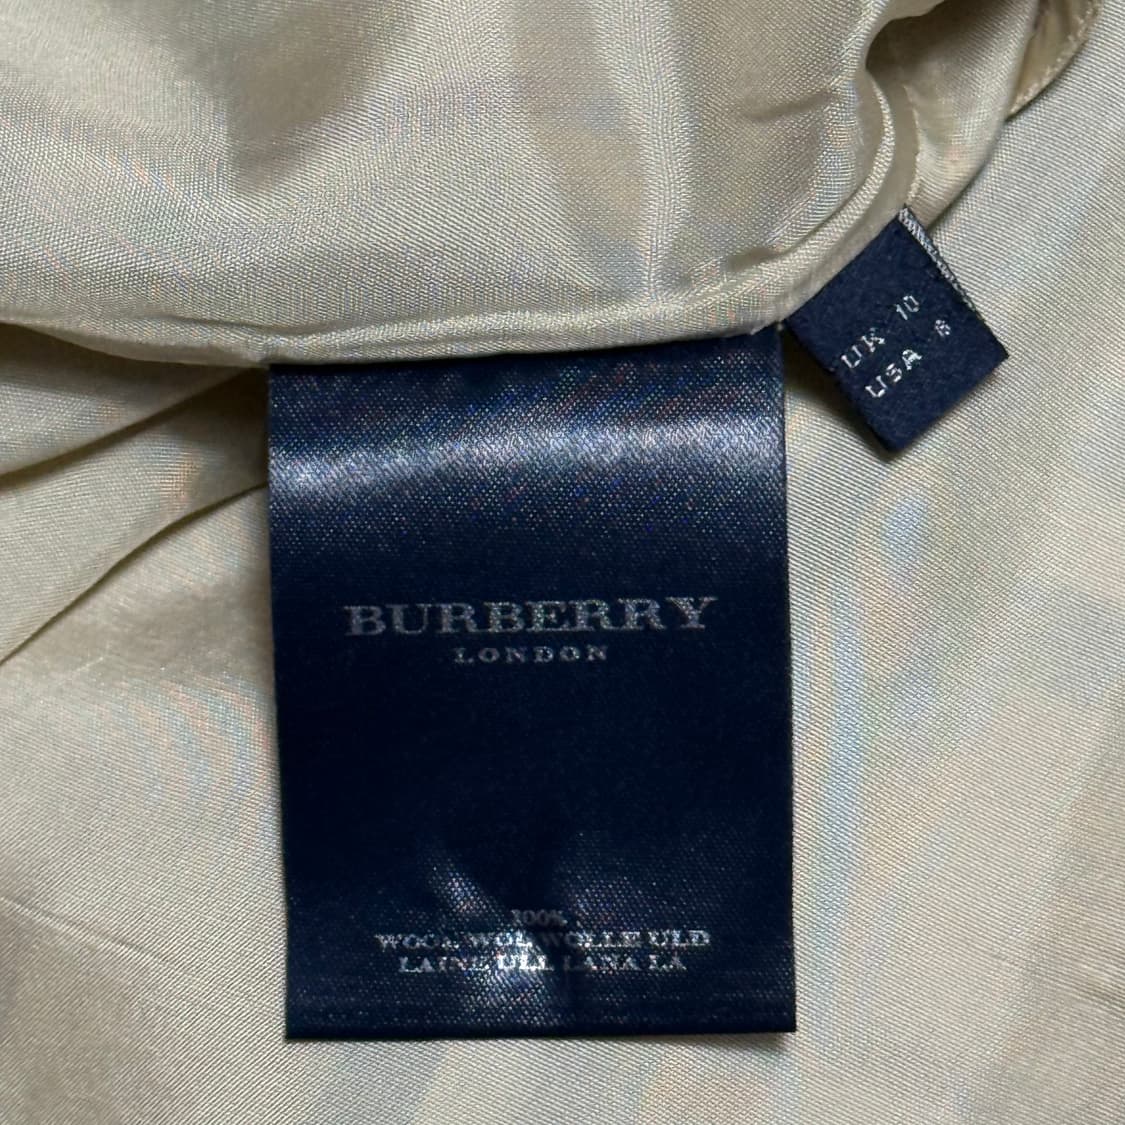 UK 10
USA 8
BURBERRY
LONDON
100%
WOOL WOL WOLLE ULD
LAINE ULL LANA LÃ